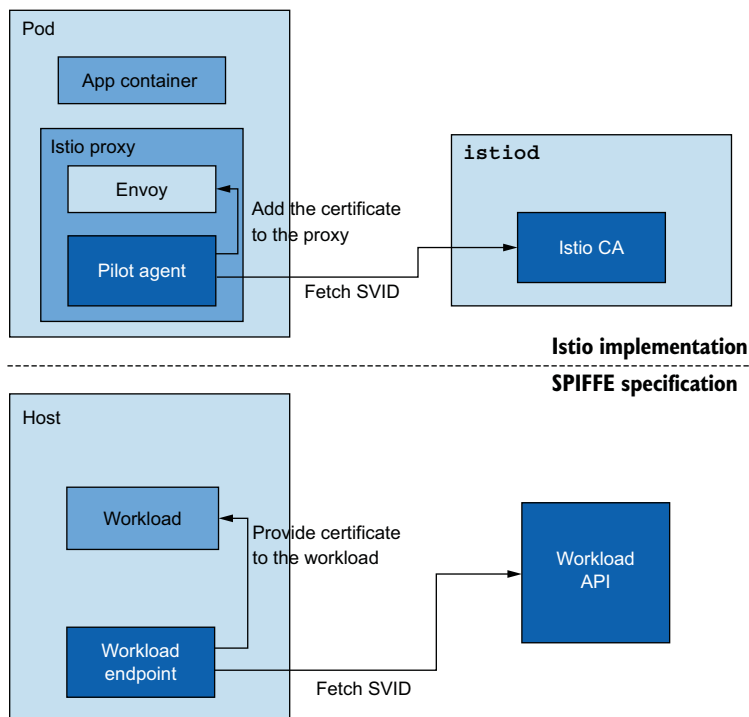 Pod
App container
Istio proxy
Envoy
Add the certificate
to the proxy
Pilot agent
Fetch SVID
istiod
Istio CA
Istio implementation
SPIFFE specification
Host
Workload
Provide certificate
to the workload
Workload
endpoint
Fetch SVID
Workload
API